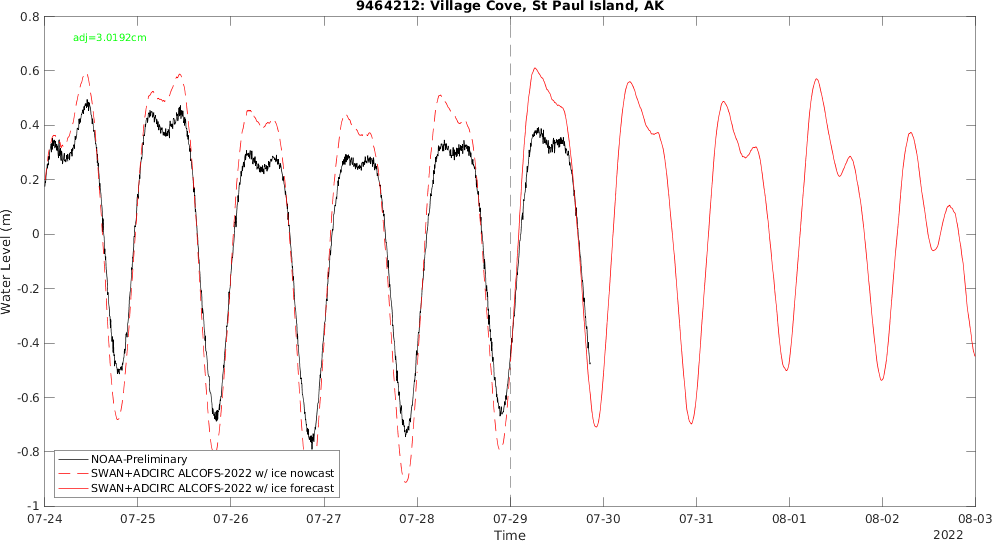 9464212: Village Cove, St Paul Island, AK
adj=3.0192cm
0.8
0.6
0.4
0.2
0
-0.2
-0.4
-0.6
-0.8
-1
Water Level (m)
NOAA-Preliminary
SWAN+ADCIRC ALCOFS-2022 w/ ice nowcast
SWAN+ADCIRC ALCOFS-2022 w/ ice forecast
07-24 07-25 07-26 07-27 07-28 07-29 07-30 07-31 08-01 08-02 08-03
Time
2022